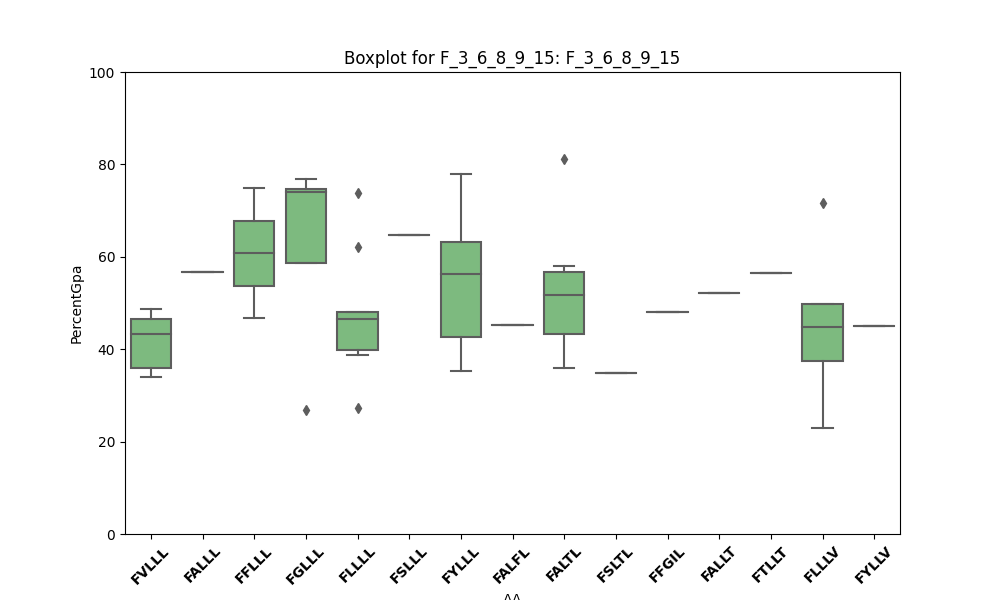 Boxplot for F_3_6_8_9_15: F_3_6_8_9_15
100
80
60
40
20
0
PercentGpa
FVLLL
FALLL
FFLLL
FGLLL
FLLLL
FSLLL
FYLLL
FALFL
FALTL
FSLTL
FFGIL
FALLT
FTLLT
FLLLV
FYLLV